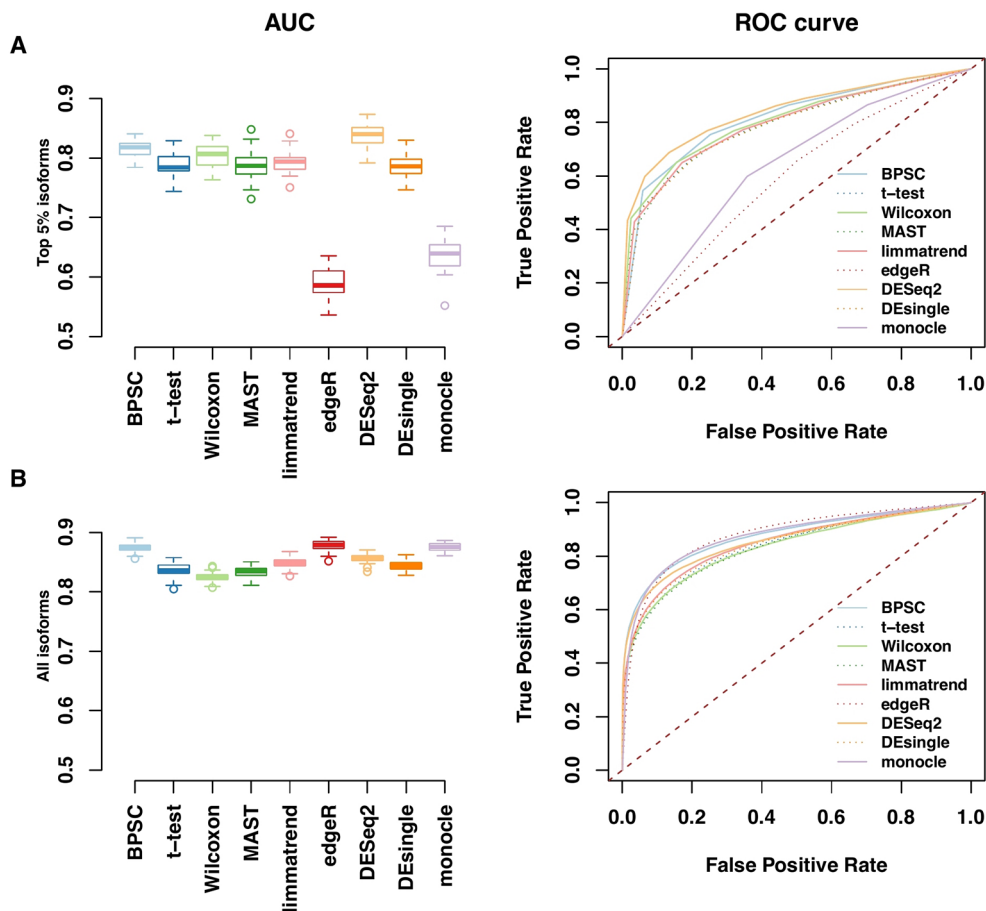 AUC
ROC curve
A
Top 5% isoforms
0.5
0.6
0.7
0.8
0.9
BPSC
t-test
Wilcoxon
MAST
limmatrend
edgeR
DESeq2
DEsingle
monocle
True Positive Rate
0.0
0.2
0.4
0.6
0.8
1.0
BPSC
t-test
Wilcoxon
MAST
limmatrend
edgeR
DESeq2
DEsingle
monocle
0.0 0.2 0.4 0.6 0.8 1.0
False Positive Rate
B
All isoforms
0.5
0.6
0.7
0.8
0.9
BPSC
t-test
Wilcoxon
MAST
limmatrend
edgeR
DESeq2
DEsingle
monocle
True Positive Rate
0.0
0.2
0.4
0.6
0.8
1.0
BPSC
t-test
Wilcoxon
MAST
limmatrend
edgeR
DESeq2
DEsingle
monocle
0.0 0.2 0.4 0.6 0.8 1.0
False Positive Rate